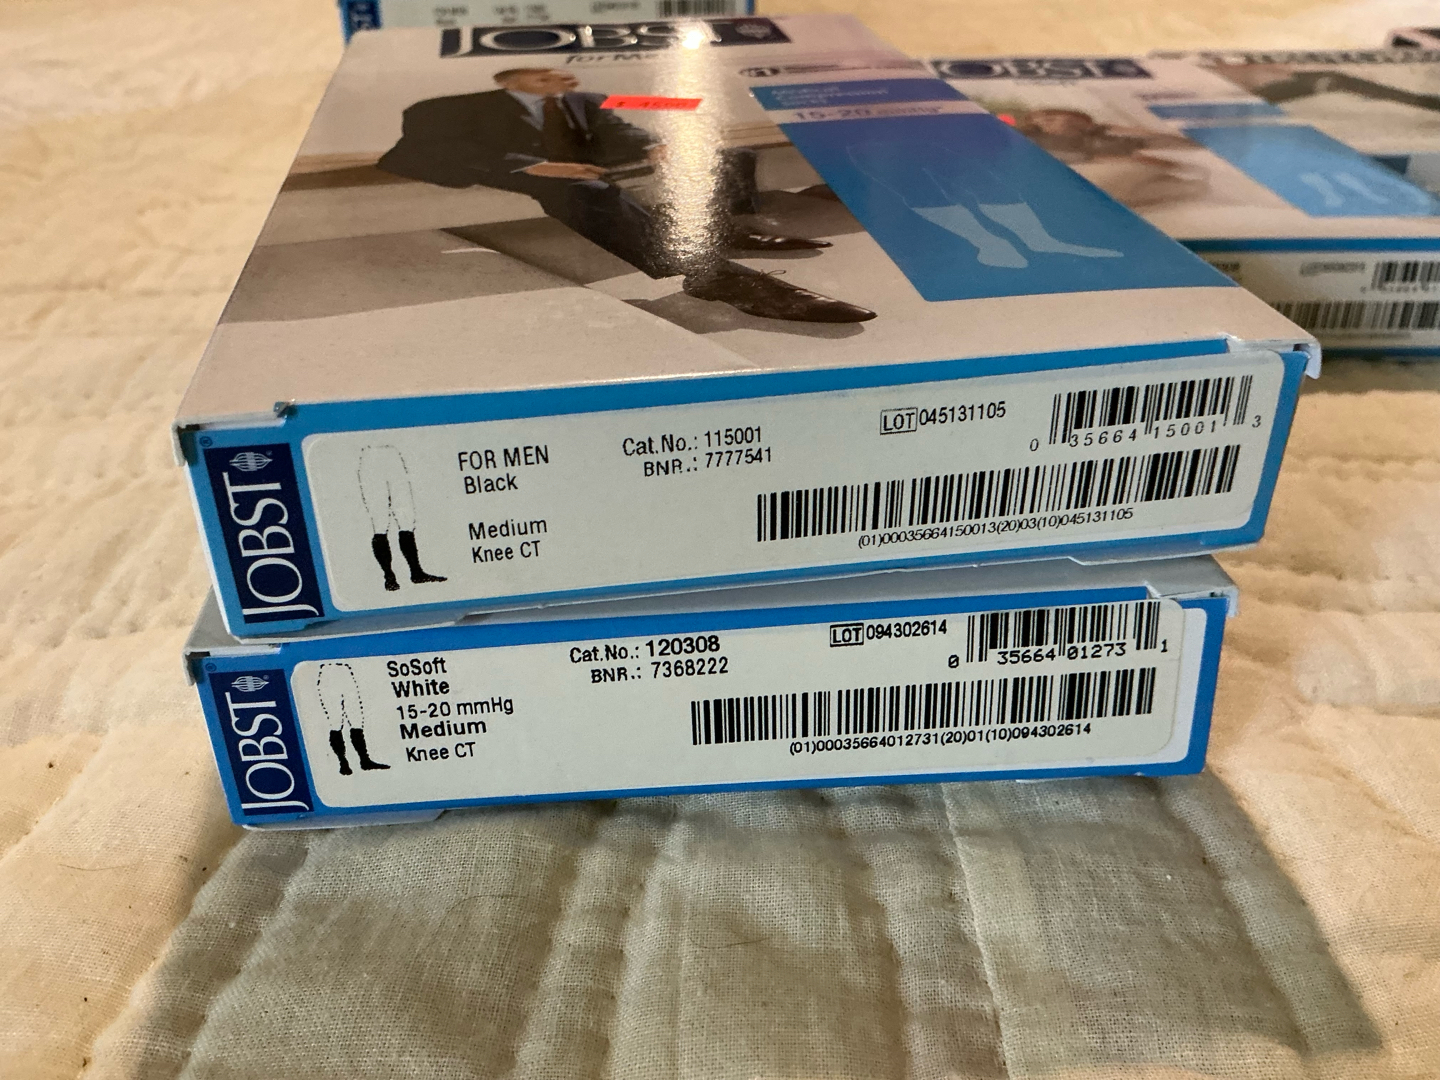 JOBST
for Men
15-20 mmHg
JOBST
JOBST
FOR MEN
Black
Medium
Knee CT
Cat.No.: 115001
BNR.: 7777541
LOT 045131105
0 35664 15001 3
(01)00035664150013(20)03(10)045131105
JOBST
SoSoft
White
15-20 mmHg
Medium
Knee CT
Cat.No.: 120308
BNR.: 7368222
LOT 094302614
0 35664 01273 1
(01)00035664012731(20)01(10)094302614